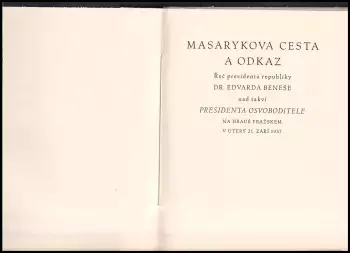 MASARYKOVA CESTA
A ODKAZ
Řeč presidenta republiky
DR. EDVARDA BENEŠE
nad rakví
PRESIDENTA OSVOBODITELE
NA HRADĚ PRAŽSKÉM
V ÚTERÝ 21. ZÁŘÍ 1937